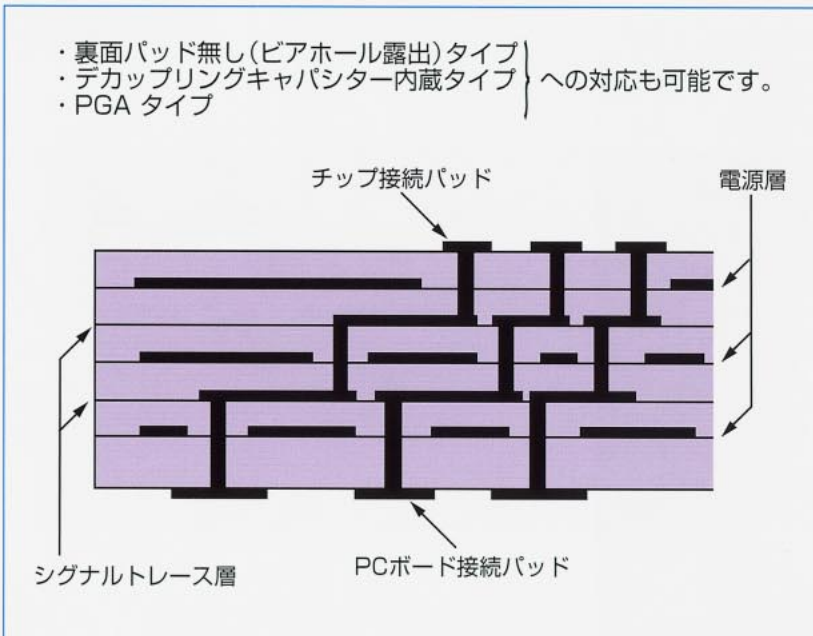 ・裏面パッド無し（ビアホール露出）タイプ
・デカップリングキャパシター内蔵タイプ
・PGA タイプ
への対応も可能です。
チップ接続パッド
電源層
シグナルトレース層
PCボード接続パッド